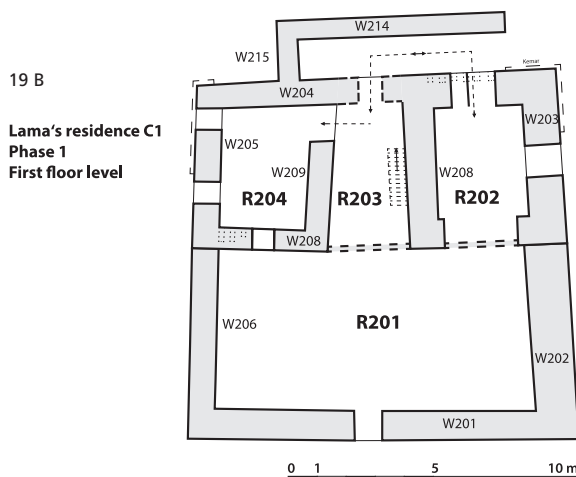 W214
W215
Kemar
19 B
W204
Lama's residence C1
Phase 1
First floor level
W203
W205
W209
W208
R204
R203
R202
W208
W206
R201
W202
W201
0 1 5 10 m